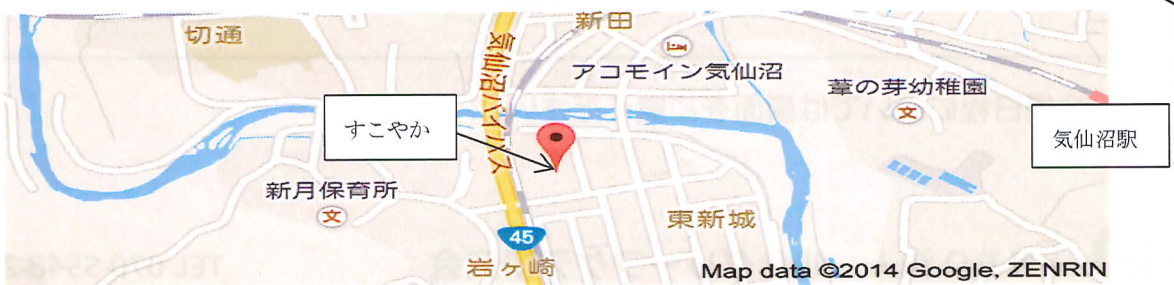 新田
切通
アコモイン気仙沼
葦の芽幼稚園
文
気仙沼バイパス
すこやか
気仙沼駅
新月保育所
文
東新城
45
岩ヶ崎
Map data ©2014 Google, ZENRIN